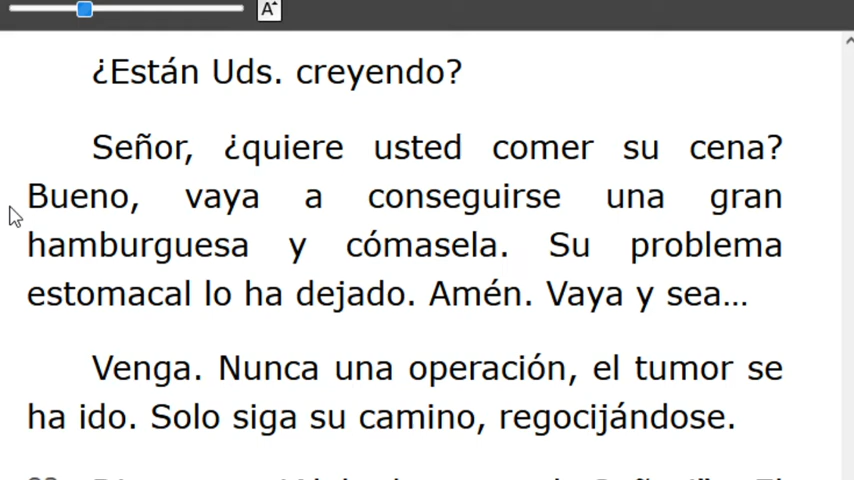 A
¿Están Uds. creyendo?
Señor, ¿quiere usted comer su cena?
Bueno, vaya a conseguirse una gran
hamburguesa y cómasela. Su problema
estomacal lo ha dejado. Amén. Vaya y sea…
Venga. Nunca una operación, el tumor se
ha ido. Solo siga su camino, regocijándose.